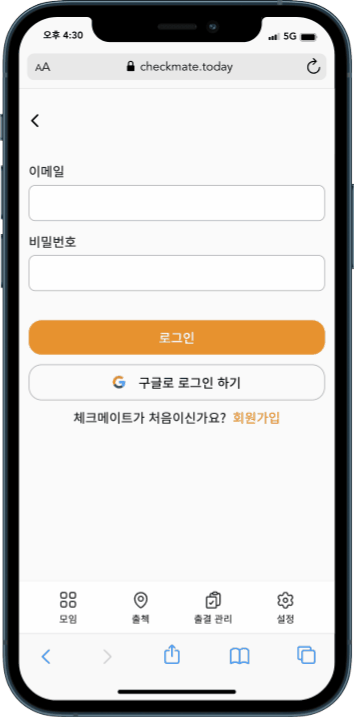 오후 4:30
5G
AA
checkmate.today
이메일
비밀번호
로그인
구글로 로그인 하기
체크메이트가 처음이신가요? 회원가입
모임
출첵
출결 관리
설정